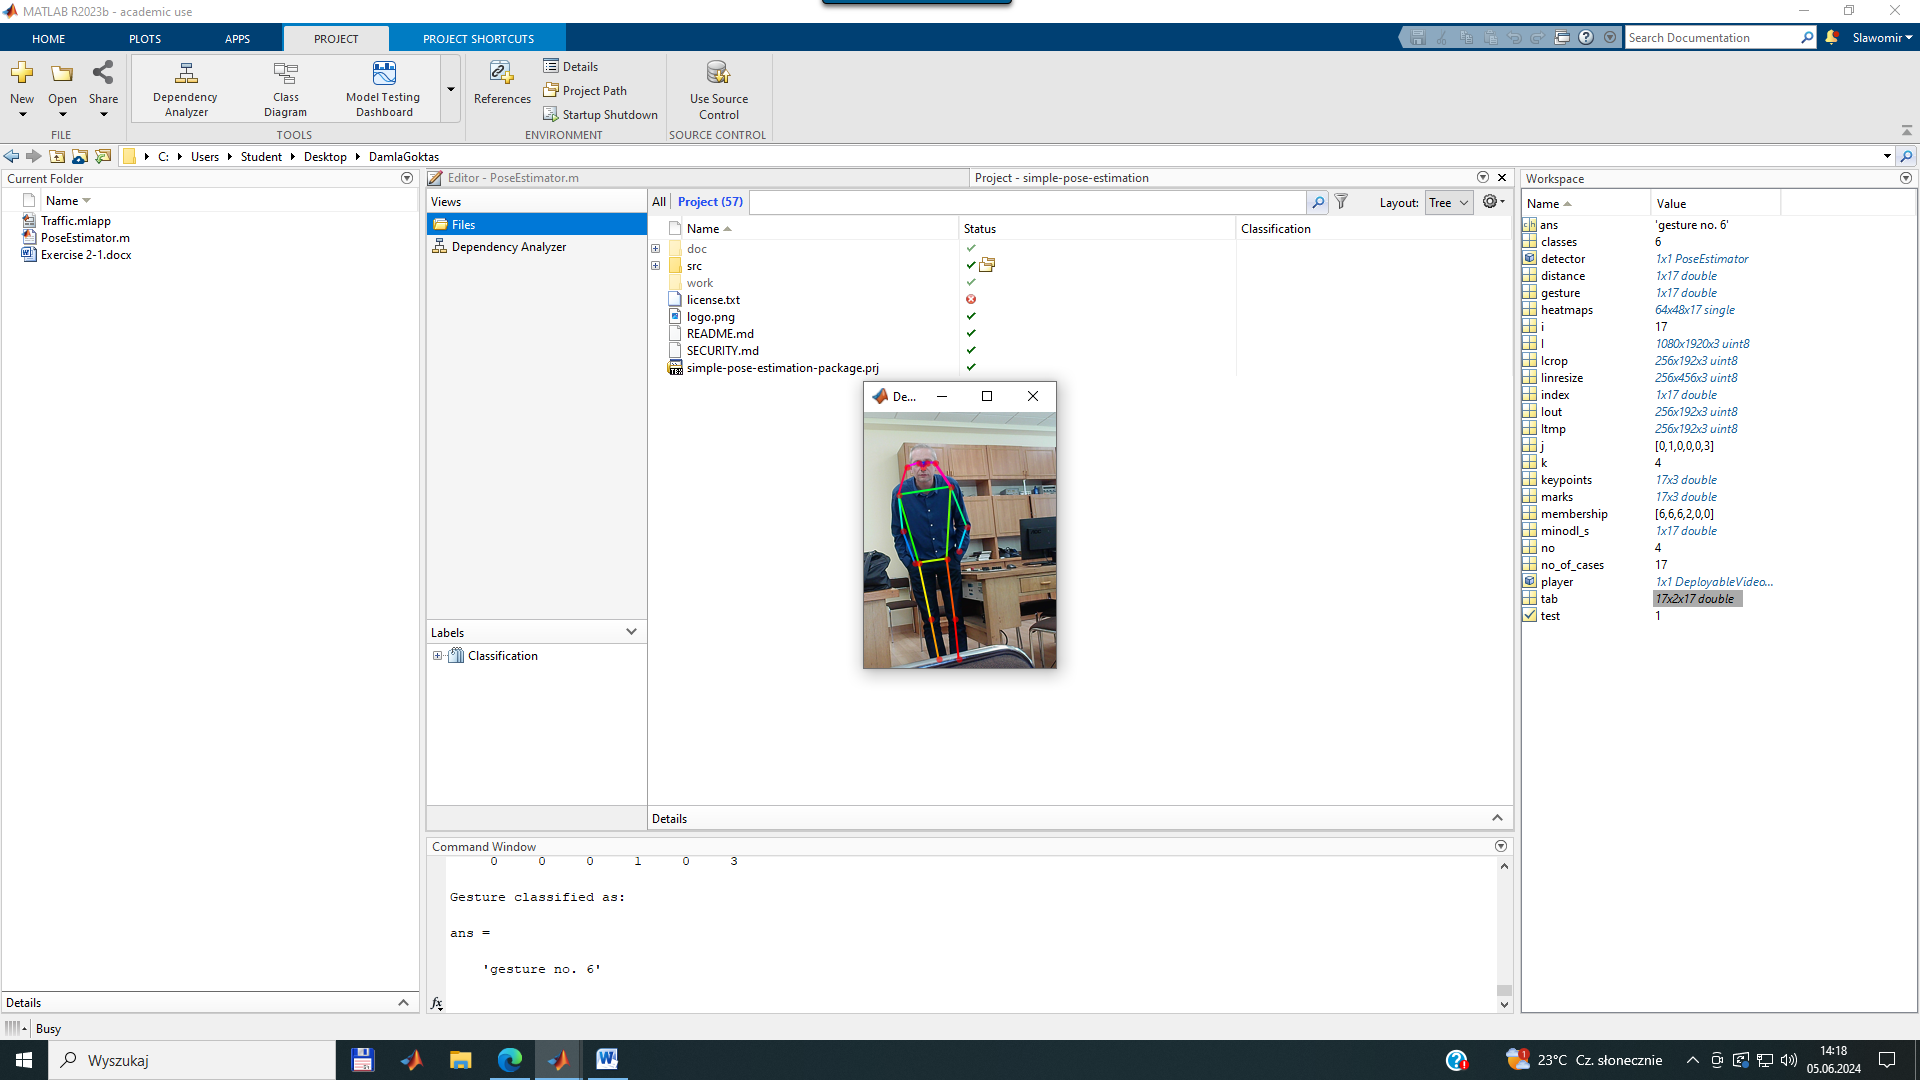 MATLAB R2023b - academic use
HOME PLOTS APPS PROJECT PROJECT SHORTCUTS
Search Documentation
Slawomir
New Open Share
FILE
Dependency Analyzer
Class Diagram
Model Testing Dashboard
TOOLS
References
Details
Project Path
Startup Shutdown
ENVIRONMENT
Use Source Control
SOURCE CONTROL
C: Users Student Desktop DamlaGoktas
Current Folder
Name
Traffic.mlapp
PoseEstimator.m
Exercise 2-1.docx
Details
Editor - PoseEstimator.m
Project - simple-pose-estimation
Views
Files
Dependency Analyzer
Labels
Classification
All Project (57)
Layout: Tree
Name Status Classification
doc
src
work
license.txt
logo.png
README.md
SECURITY.md
simple-pose-estimation-package.prj
De...
Details
Command Window
0 0 0 1 0 3
Gesture classified as:
ans =
'gesture no. 6'
fx
Workspace
Name Value
ans 'gesture no. 6'
classes 6
detector 1x1 PoseEstimator
distance 1x17 double
gesture 1x17 double
heatmaps 64x48x17 single
i 17
I 1080x1920x3 uint8
Icrop 256x192x3 uint8
Iinresize 256x456x3 uint8
index 1x17 double
Iout 256x192x3 uint8
Itmp 256x192x3 uint8
j [0,1,0,0,0,3]
k 4
keypoints 17x3 double
marks 17x3 double
membership [6,6,6,2,0,0]
minodl_s 1x17 double
no 4
no_of_cases 17
player 1x1 DeployableVideo...
tab 17x2x17 double
test 1
Busy
Wyszukaj
23°C Cz. słonecznie
14:18
05.06.2024